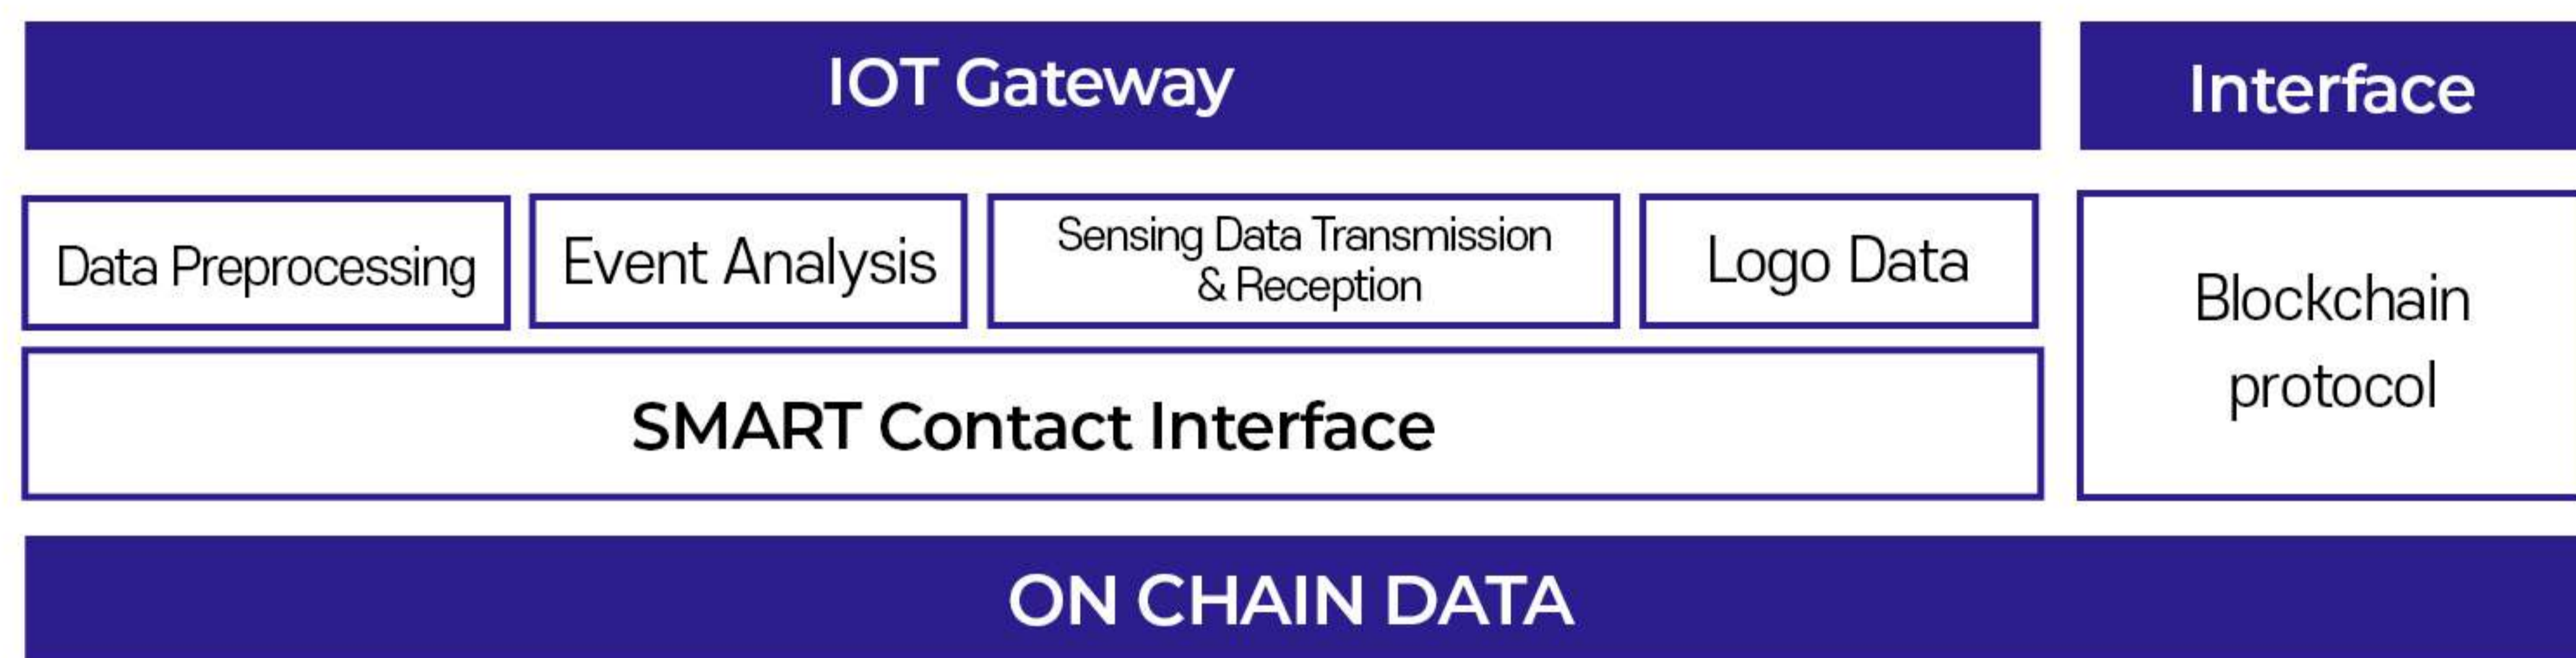 IOT Gateway
Interface
Data Preprocessing
Event Analysis
Sensing Data Transmission
& Reception
Logo Data
Blockchain
protocol
SMART Contact Interface
ON CHAIN DATA